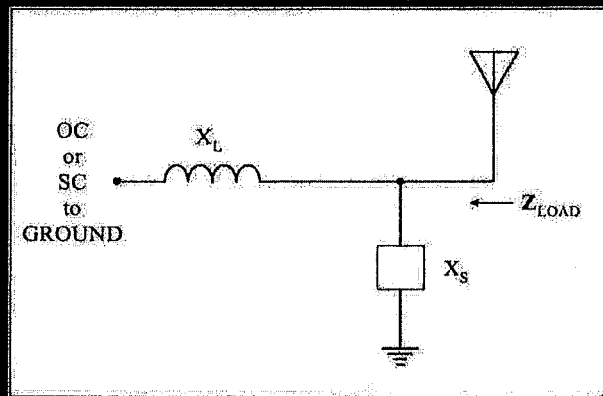 OC
or
SC
to
GROUND
X_L
Z_LOAD
X_S